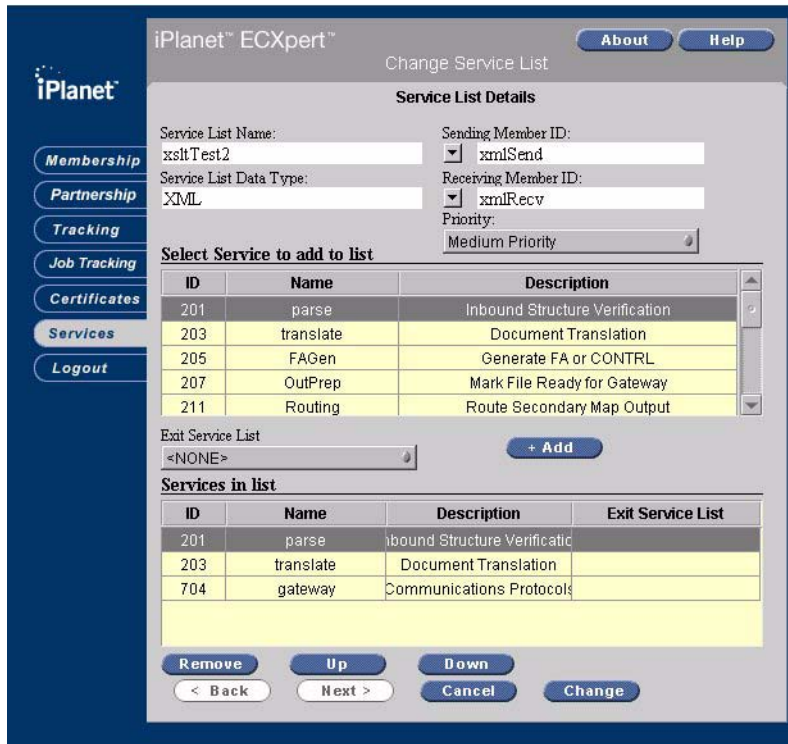 iPlanet™ ECXpert™
About
Help
Change Service List
iPlanet™
Membership
Partnership
Tracking
Job Tracking
Certificates
Services
Logout
Service List Details
Service List Name:
xsltTest2
Sending Member ID:
xmlSend
Service List Data Type:
XML
Receiving Member ID:
xmlRecv
Priority:
Medium Priority
Select Service to add to list
ID Name Description
201 parse Inbound Structure Verification
203 translate Document Translation
205 FAGen Generate FA or CONTRL
207 OutPrep Mark File Ready for Gateway
211 Routing Route Secondary Map Output
Exit Service List
<NONE>
+ Add
Services in list
ID Name Description Exit Service List
201 parse nbound Structure Verificatic
203 translate Document Translation
704 gateway Communications Protocols
Remove
Up
Down
< Back
Next >
Cancel
Change